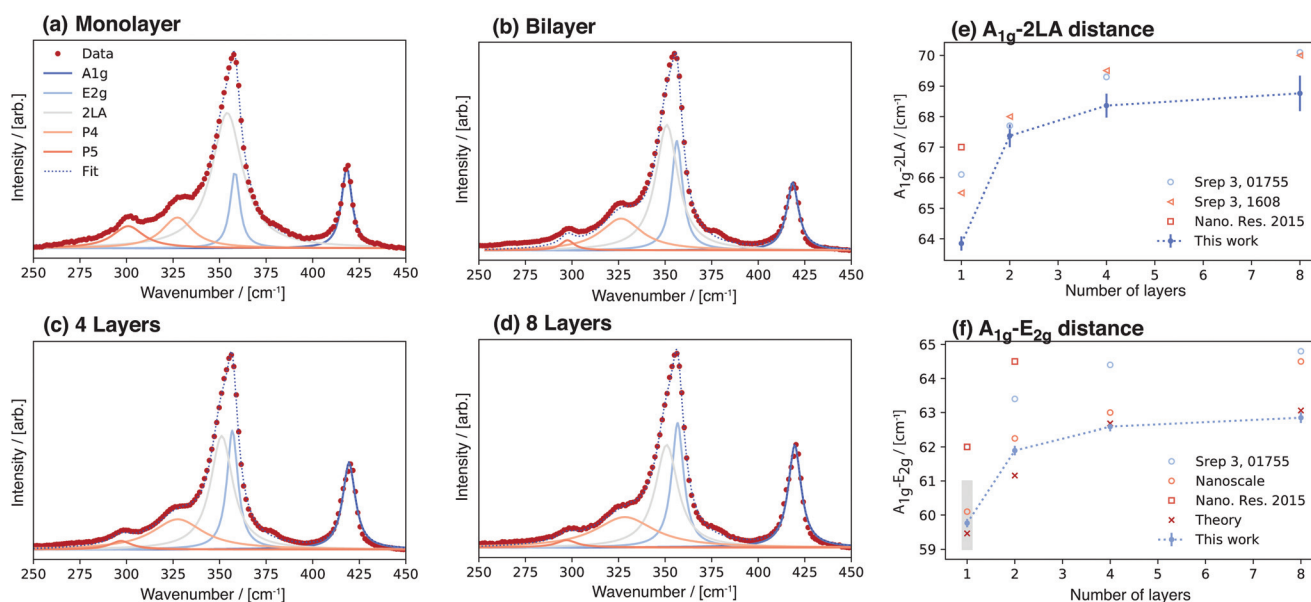 (a) Monolayer
Data
A1g
E2g
2LA
P4
P5
Fit
Intensity / [arb.]
250 300 325 350 375 400 425 450
Wavenumber / [cm⁻¹]
(b) Bilayer
Intensity / [arb.]
250 300 325 350 375 400 425 450
Wavenumber / [cm⁻¹]
(c) 4 Layers
Intensity / [arb.]
250 300 325 350 375 400 425 450
Wavenumber / [cm⁻¹]
(d) 8 Layers
Intensity / [arb.]
250 300 325 350 375 400 425 450
Wavenumber / [cm⁻¹]
(e) A1g-2LA distance
A1g-2LA / [cm⁻¹]
70
69
68
67
66
65
64
Srep 3, 01755
Srep 3, 1608
Nano. Res. 2015
This work
1 2 3 4 5 6 7 8
Number of layers
(f) A1g-E2g distance
A1g-E2g / [cm⁻¹]
65
64
63
62
61
60
59
Srep 3, 01755
Nanoscale
Nano. Res. 2015
Theory
This work
1 2 3 4 5 6 7 8
Number of layers